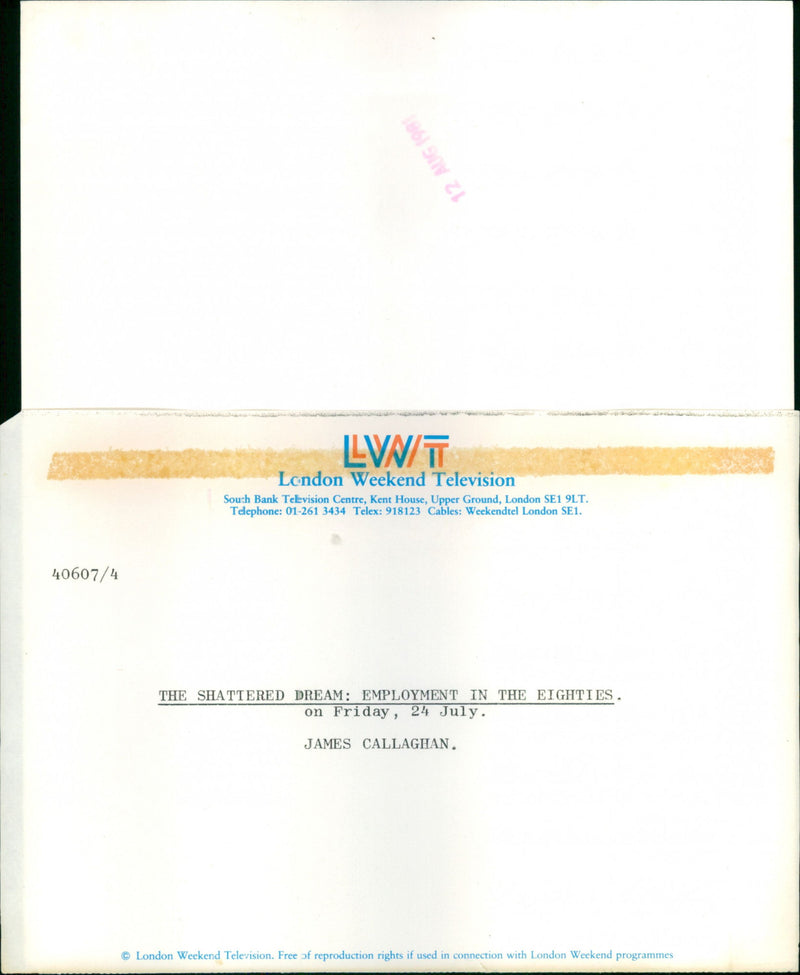 12 AUG 1981
LWT
London Weekend Television
South Bank Television Centre, Kent House, Upper Ground, London SE1 9LT.
Telephone: 01-261 3434 Telex: 918123 Cables: Weekendtel London SE1.
40607/4
THE SHATTERED DREAM: EMPLOYMENT IN THE EIGHTIES.
on Friday, 24 July.
JAMES CALLAGHAN.
© London Weekend Television. Free of reproduction rights if used in connection with London Weekend programmes